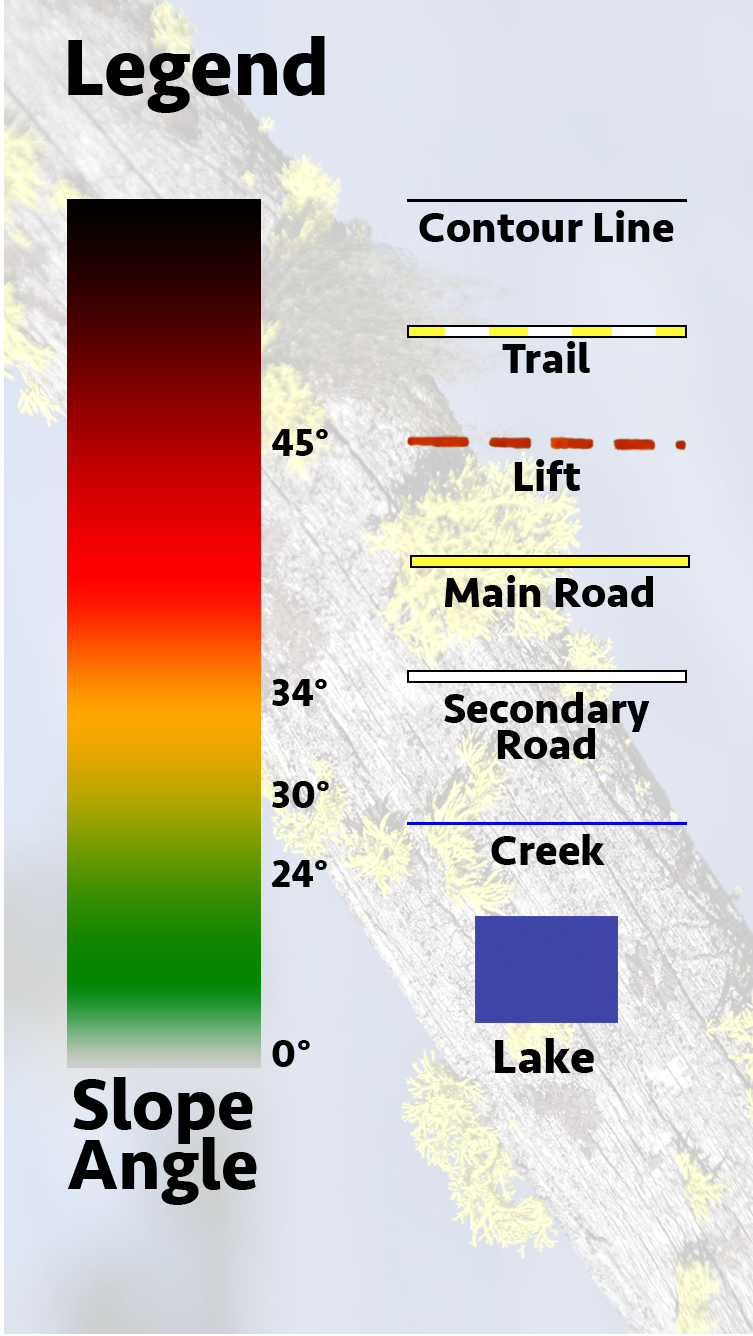 Legend
45°
34°
30°
24°
0°
Slope
Angle
Contour Line
Trail
Lift
Main Road
Secondary
Road
Creek
Lake